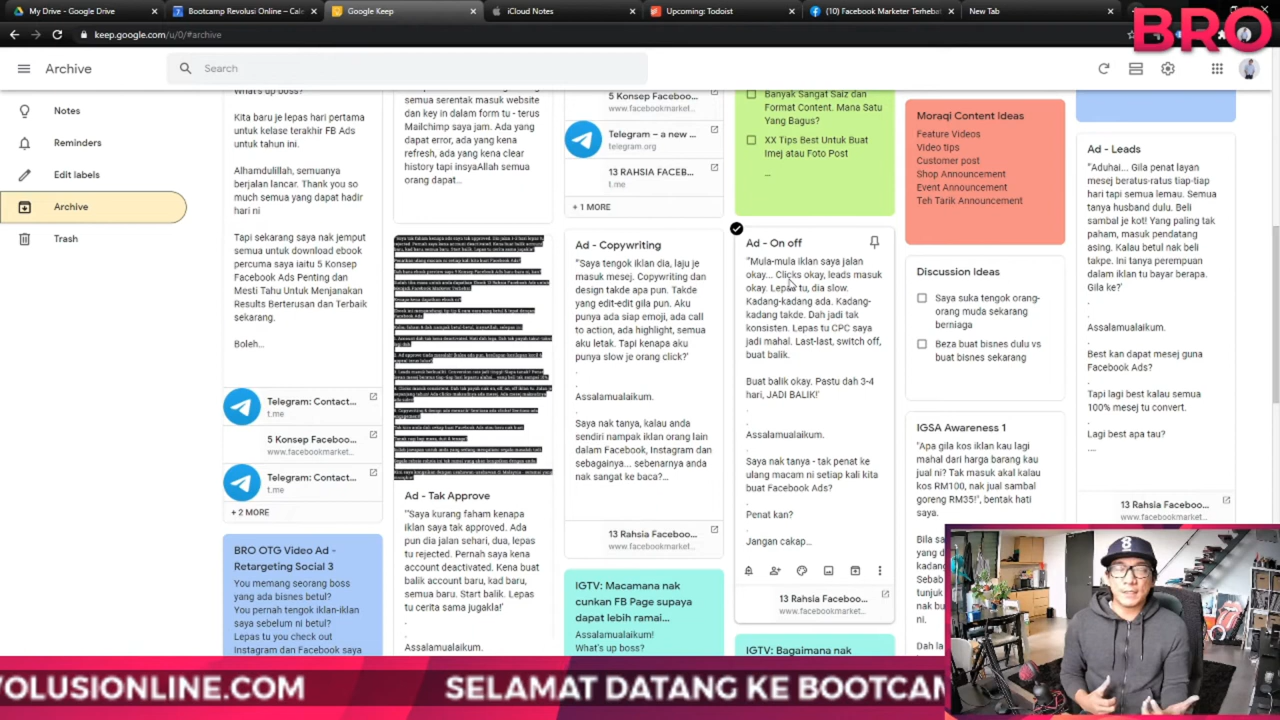 My Drive - Google Drive
Bootcamp Revolusi Online – Cale
Google Keep
iCloud Notes
Upcoming: Todoist
(10) Facebook Marketer Terhebat
New Tab
keep.google.com/u/0/#archive
BRO
Archive
Search
Notes
Reminders
Edit labels
Archive
Trash
What's up boss?
Kita baru je lepas hari pertama
untuk kelas terakhir FB Ads
untuk tahun ini.
Alhamdulillah, semuanya
berjalan lancar. Thank you so
much semua yang dapat hadir
hari ni
Tapi sekarang saya nak jemput
semua untuk download ebook
percuma saya iaitu 5 Konsep
Facebook Ads Penting dan
Mesti Tahu Untuk Menjayakan
Results Berterusan dan Terbaik
sekarang.
Boleh...
Telegram: Contact...
t.me
5 Konsep Faceboo...
www.facebookmarket...
Telegram: Contact...
t.me
+ 2 MORE
BRO OTG Video Ad -
Retargeting Social 3
You memang seorang boss
yang ada bisnes betul?
You pernah tengok iklan-iklan
saya sebelum ni betul?
Lepas tu you check out
Instagram dan Facebook saya
semua serentak masuk website
dan key in dalam form tu - terus
Mailchimp saya jam. Ada yang
dapat error, ada yang kena
refresh, ada yang kena clear
history tapi insyaAllah semua
orang dapat...
Ad - Tak Approve
"Saya kurang faham kenapa
iklan saya tak approved. Ada
pun dia jalan sehari, dua, lepas
tu rejected. Pernah saya kena
account deactivated. Kena buat
balik account baru, kad baru,
semua baru. Start balik. Lepas
tu cerita sama jugakla!"
.
.
Assalamualikum.
5 Konsep Faceboo...
www.facebookmarket...
Telegram – a new ...
telegram.org
13 RAHSIA FACEB...
t.me
+ 1 MORE
Ad - Copywriting
"Saya tengok iklan dia, laju je
masuk mesej. Copywriting dan
design takde apa pun. Takde
yang edit-edit gila pun. Aku
punya ada siap emoji, ada call
to action, ada highlight, semua
aku letak. Tapi kenapa aku
punya slow je orang click?"
.
.
Assalamualikum.
.
Saya nak tanya, kalau anda
sendiri nampak iklan orang lain
dalam Facebook, Instagram dan
sebagainya... sebenarnya anda
nak sangat ke baca?...
13 Rahsia Faceboo...
www.facebookmarket...
IGTV: Macamana nak
cunkan FB Page supaya
dapat lebih ramai...
Assalamualikum!
What's up boss?
Banyak Sangat Saiz dan
Format Content. Mana Satu
Yang Bagus?
XX Tips Best Untuk Buat
Imej atau Foto Post
...
Ad - On off
"Mula-mula iklan saya jalan
okay... Clicks okay, leads masuk
okay. Lepas tu, dia slow.
Kadang-kadang ada, kadang-
kadang takde. Dah tak
konsisten. Lepas tu CPC saya
jadi mahal. Last-last, switch off,
buat balik.
Buat balik okay. Pastu dah 3-4
hari, JADI BALIK!"
.
Assalamualikum.
.
Saya nak tanya - tak penat ke
ulang macam ni setiap kali kita
buat Facebook Ads?
.
Penat kan?
.
Jangan cakap...
13 Rahsia Faceboo...
www.facebookmarket...
IGTV: Bagaimana nak
Moraqi Content Ideas
Feature Videos
Video tips
Customer post
Shop Announcement
Event Announcement
Teh Tarik Announcement
Discussion Ideas
Saya suka tengok orang-
orang muda sekarang
berniaga
Beza buat bisnes dulu vs
buat bisnes sekarang
IGSA Awareness 1
"Apa gila kos iklan kau lagi
mahal dari harga barang kau
jual ni? Tak masuk akal kalau
kos RM100, nak jual sambal
goreng RM35!", bentak hati
saya.
Ad - Leads
"Aduhai... Gila penat layan
mesej beratus-ratus tiap-tiap
hari tapi semua lemau. Semua
tanya husband dulu. Beli
sambal je kot! Yang paling tak
paham, masuk pendatang
asing. Kalau betul nak beli
takpe. Ini tanya perempuan
dalam iklan tu bayar berapa.
Gila ke?
.
.
Assalamualikum.
.
Best kan dapat mesej guna
Facebook Ads?
.
Tapi lagi best kalau semua
100% mesej tu convert.
.
Lagi best apa tau?
...
13 Rahsia Faceboo...
www.facebookmarket...
VOLUSIONLINE.COM
SELAMAT DATANG KE BOOTCAM